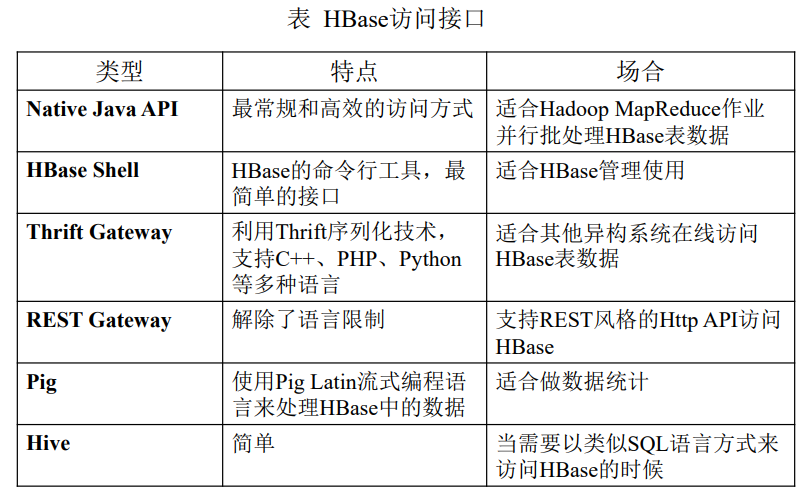 表 HBase访问接口
类型 特点 场合
Native Java API 最常规和高效的访问方式 适合Hadoop MapReduce作业
并行批处理HBase表数据
HBase Shell HBase的命令行工具，最 适合HBase管理使用
简单的接口
Thrift Gateway 利用Thrift序列化技术， 适合其他异构系统在线访问
支持C++、PHP、Python HBase表数据
等多种语言
REST Gateway 解除了语言限制 支持REST风格的Http API访问
HBase
Pig 使用Pig Latin流式编程语 适合做数据统计
言来处理HBase中的数据
Hive 简单 当需要以类似SQL语言方式来
访问HBase的时候